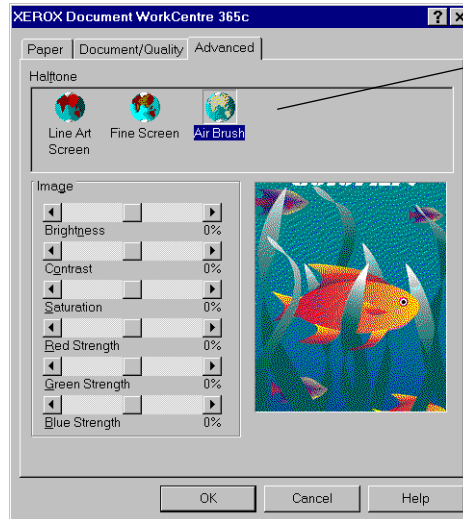 XEROX Document WorkCentre 365c
Paper Document/Quality Advanced
Halftone
Line Art Screen
Fine Screen
Air Brush
Image
Brightness 0%
Contrast 0%
Saturation 0%
Red Strength 0%
Green Strength 0%
Blue Strength 0%
OK Cancel Help